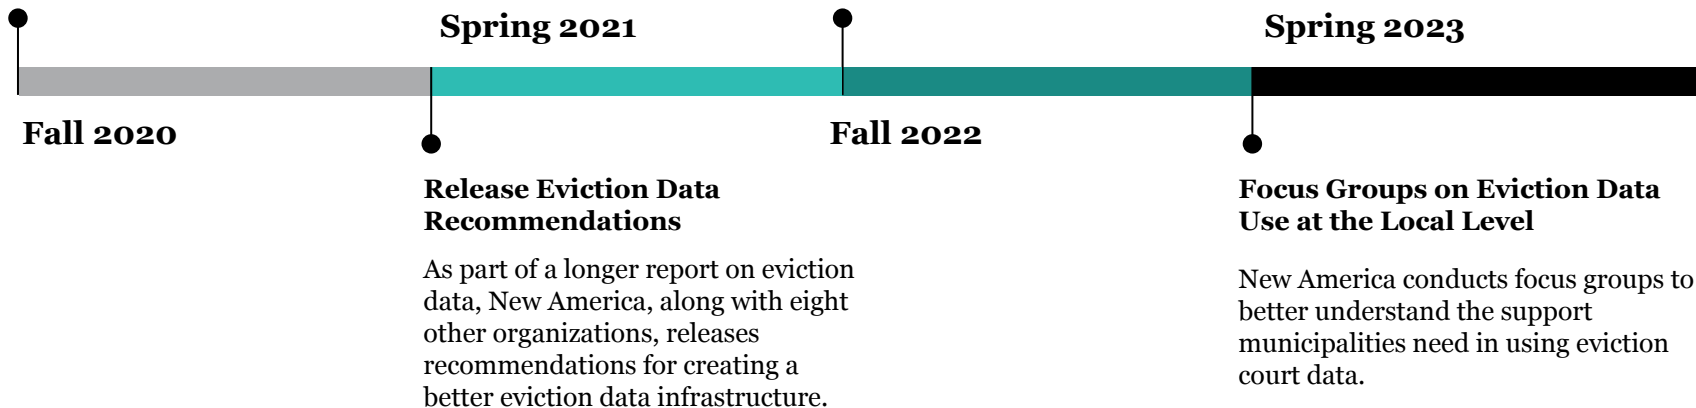 Spring 2021
Spring 2023
Fall 2020
Fall 2022
Release Eviction Data
Recommendations
As part of a longer report on eviction
data, New America, along with eight
other organizations, releases
recommendations for creating a
better eviction data infrastructure.
Focus Groups on Eviction Data
Use at the Local Level
New America conducts focus groups to
better understand the support
municipalities need in using eviction
court data.